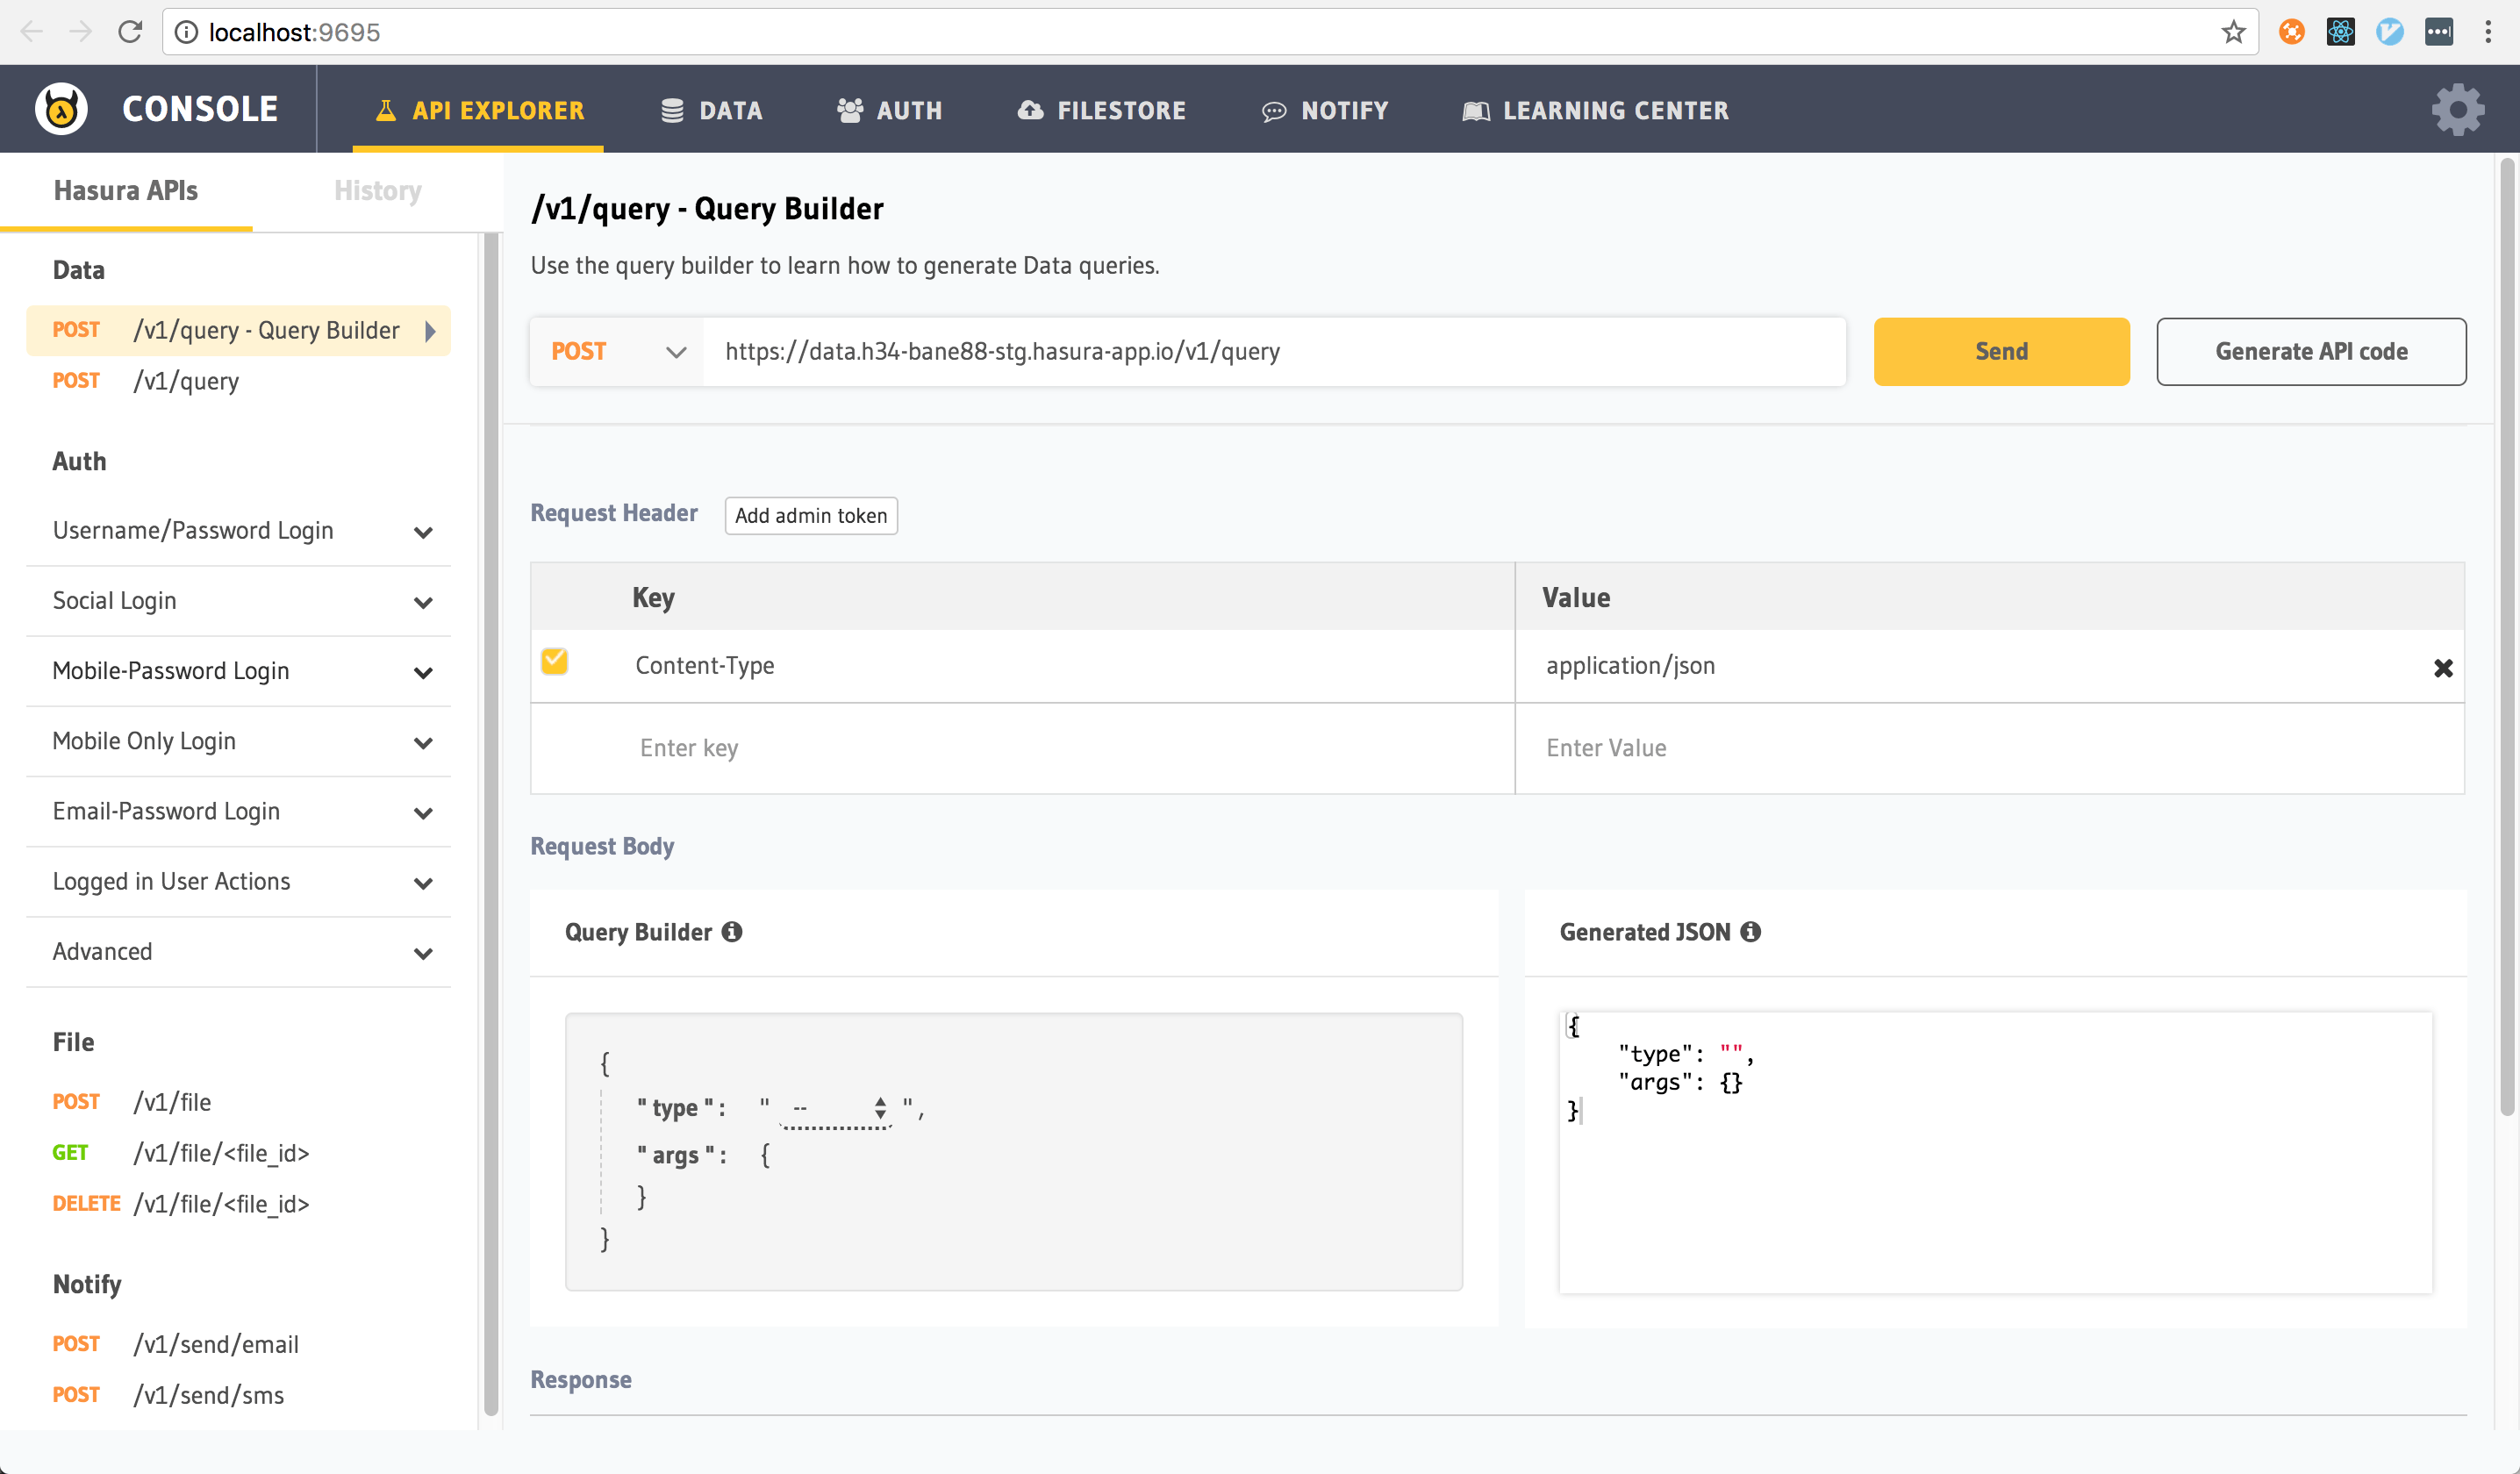 localhost:9695
CONSOLE
API EXPLORER
DATA
AUTH
FILESTORE
NOTIFY
LEARNING CENTER
Hasura APIs
History
Data
POST /v1/query - Query Builder
POST /v1/query
Auth
Username/Password Login
Social Login
Mobile-Password Login
Mobile Only Login
Email-Password Login
Logged in User Actions
Advanced
File
POST /v1/file
GET /v1/file/<file_id>
DELETE /v1/file/<file_id>
Notify
POST /v1/send/email
POST /v1/send/sms
/v1/query - Query Builder
Use the query builder to learn how to generate Data queries.
POST https://data.h34-bane88-stg.hasura-app.io/v1/query
Send
Generate API code
Request Header
Add admin token
Key Value
Content-Type application/json
Enter key Enter Value
Request Body
Query Builder
{
" type " : " -- " ,
" args " : {
}
}
Generated JSON
{
"type": "",
"args": {}
}
Response